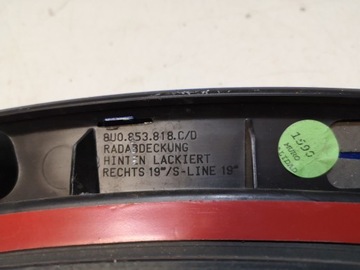 8U0.853.818.C/D
RADABDECKUNG
HINTEN LACKIERT
RECHTS 19"/S-LINE 19"